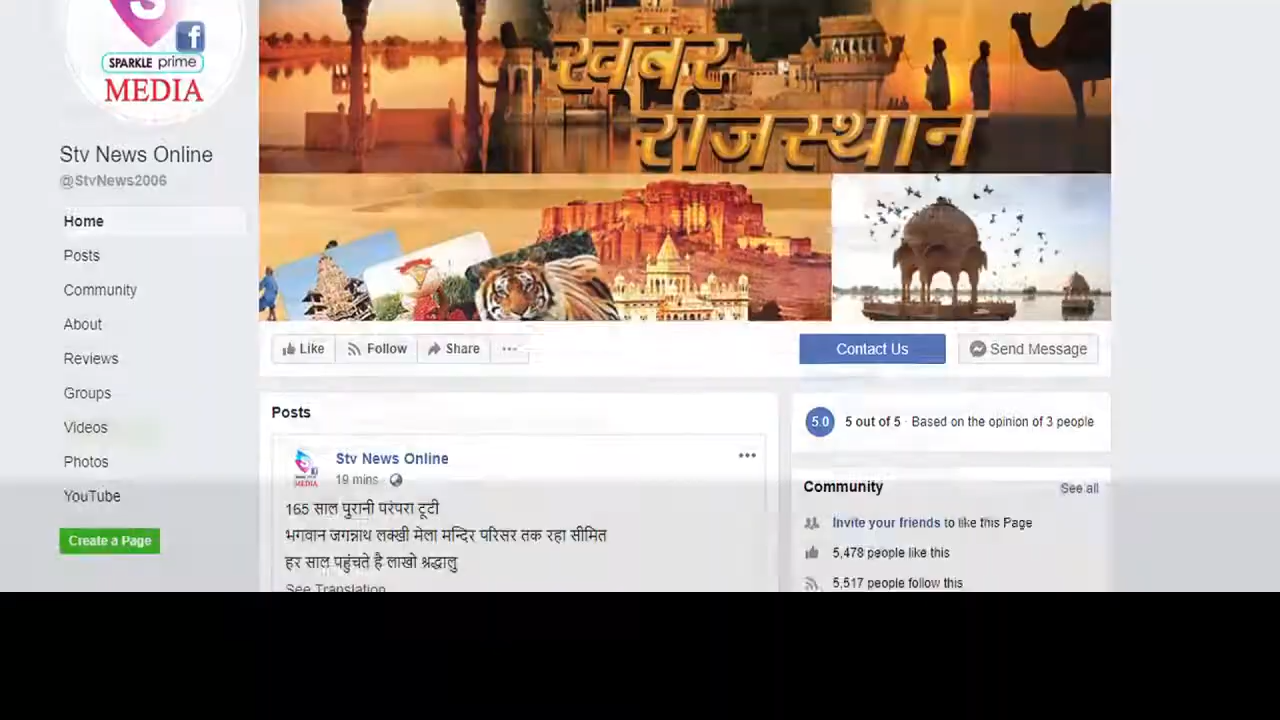 SPARKLE prime
MEDIA
खबर
राजस्थान
Stv News Online
@StvNews2006
Home
Posts
Community
About
Reviews
Groups
Videos
Photos
YouTube
Create a Page
Like
Follow
Share
Contact Us
Send Message
Posts
Stv News Online
19 mins
MEDIA
165 साल पुरानी परंपरा टूटी
भगवान जगन्नाथ लक्खी मेला मन्दिर परिसर तक रहा सीमित
हर साल पहुंचते है लाखो श्रद्धालु
See Translation
5.0 5 out of 5 · Based on the opinion of 3 people
Community
See all
Invite your friends to like this Page
5,478 people like this
5,517 people follow this